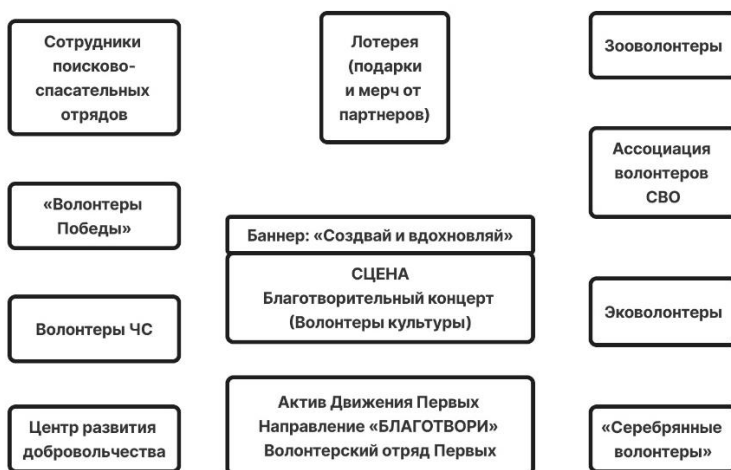 Сотрудники
поисково-
спасательных
отрядов
Лотерея
(подарки
и мерч от
партнеров)
Зооволонтеры
Ассоциация
волонтеров
СВО
«Волонтеры
Победы»
Баннер: «Создвай и вдохновляй»
СЦЕНА
Благотворительный концерт
(Волонтеры культуры)
Волонтеры ЧС
Эковолонтеры
Центр развития
добровольчества
Актив Движения Первых
Направление «БЛАГОТВОРИ»
Волонтерский отряд Первых
«Серебрянные
волонтеры»